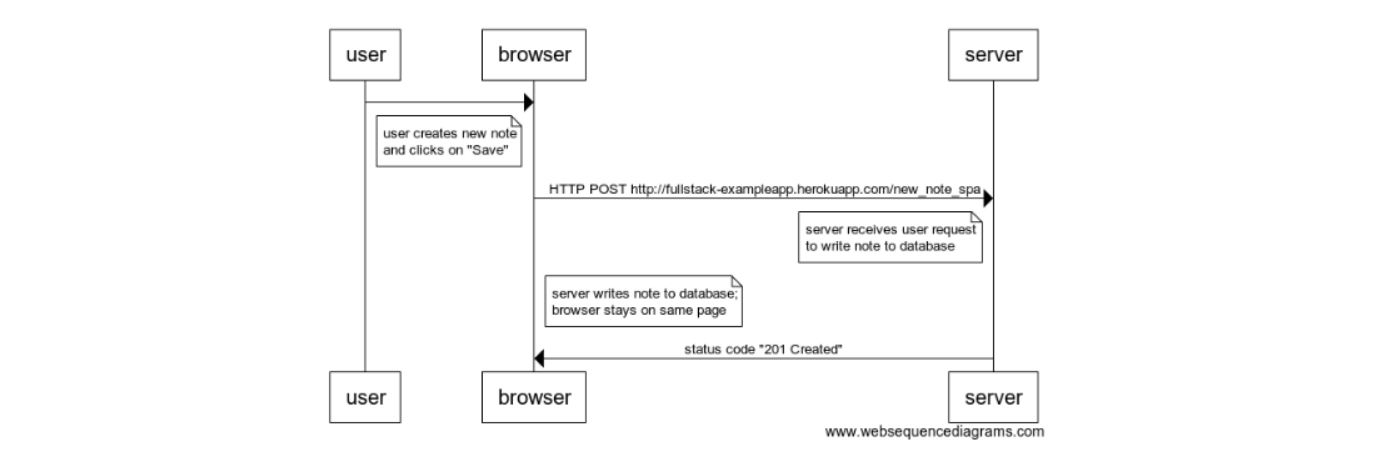 user
browser
server
user creates new note
and clicks on "Save"
HTTP POST http://fullstack-exampleapp.herokuapp.com/new_note_spa
server receives user request
to write note to database
server writes note to database;
browser stays on same page
status code "201 Created"
user
browser
server
www.websequencediagrams.com